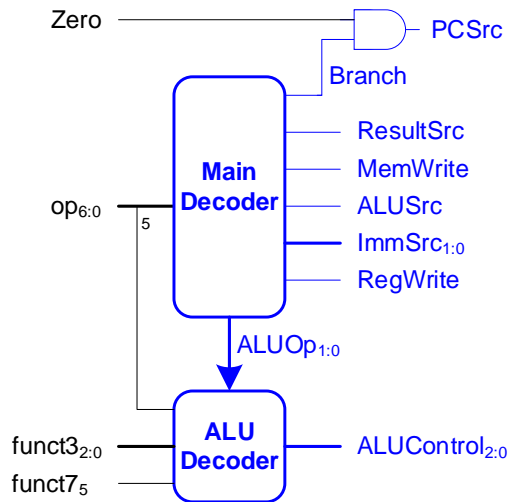 Zero
PCSrc
Branch
ResultSrc
Main
Decoder
MemWrite
op6:0
5
ALUSrc
ImmSrc1:0
RegWrite
ALUOp1:0
ALU
Decoder
funct32:0
ALUControl2:0
funct75